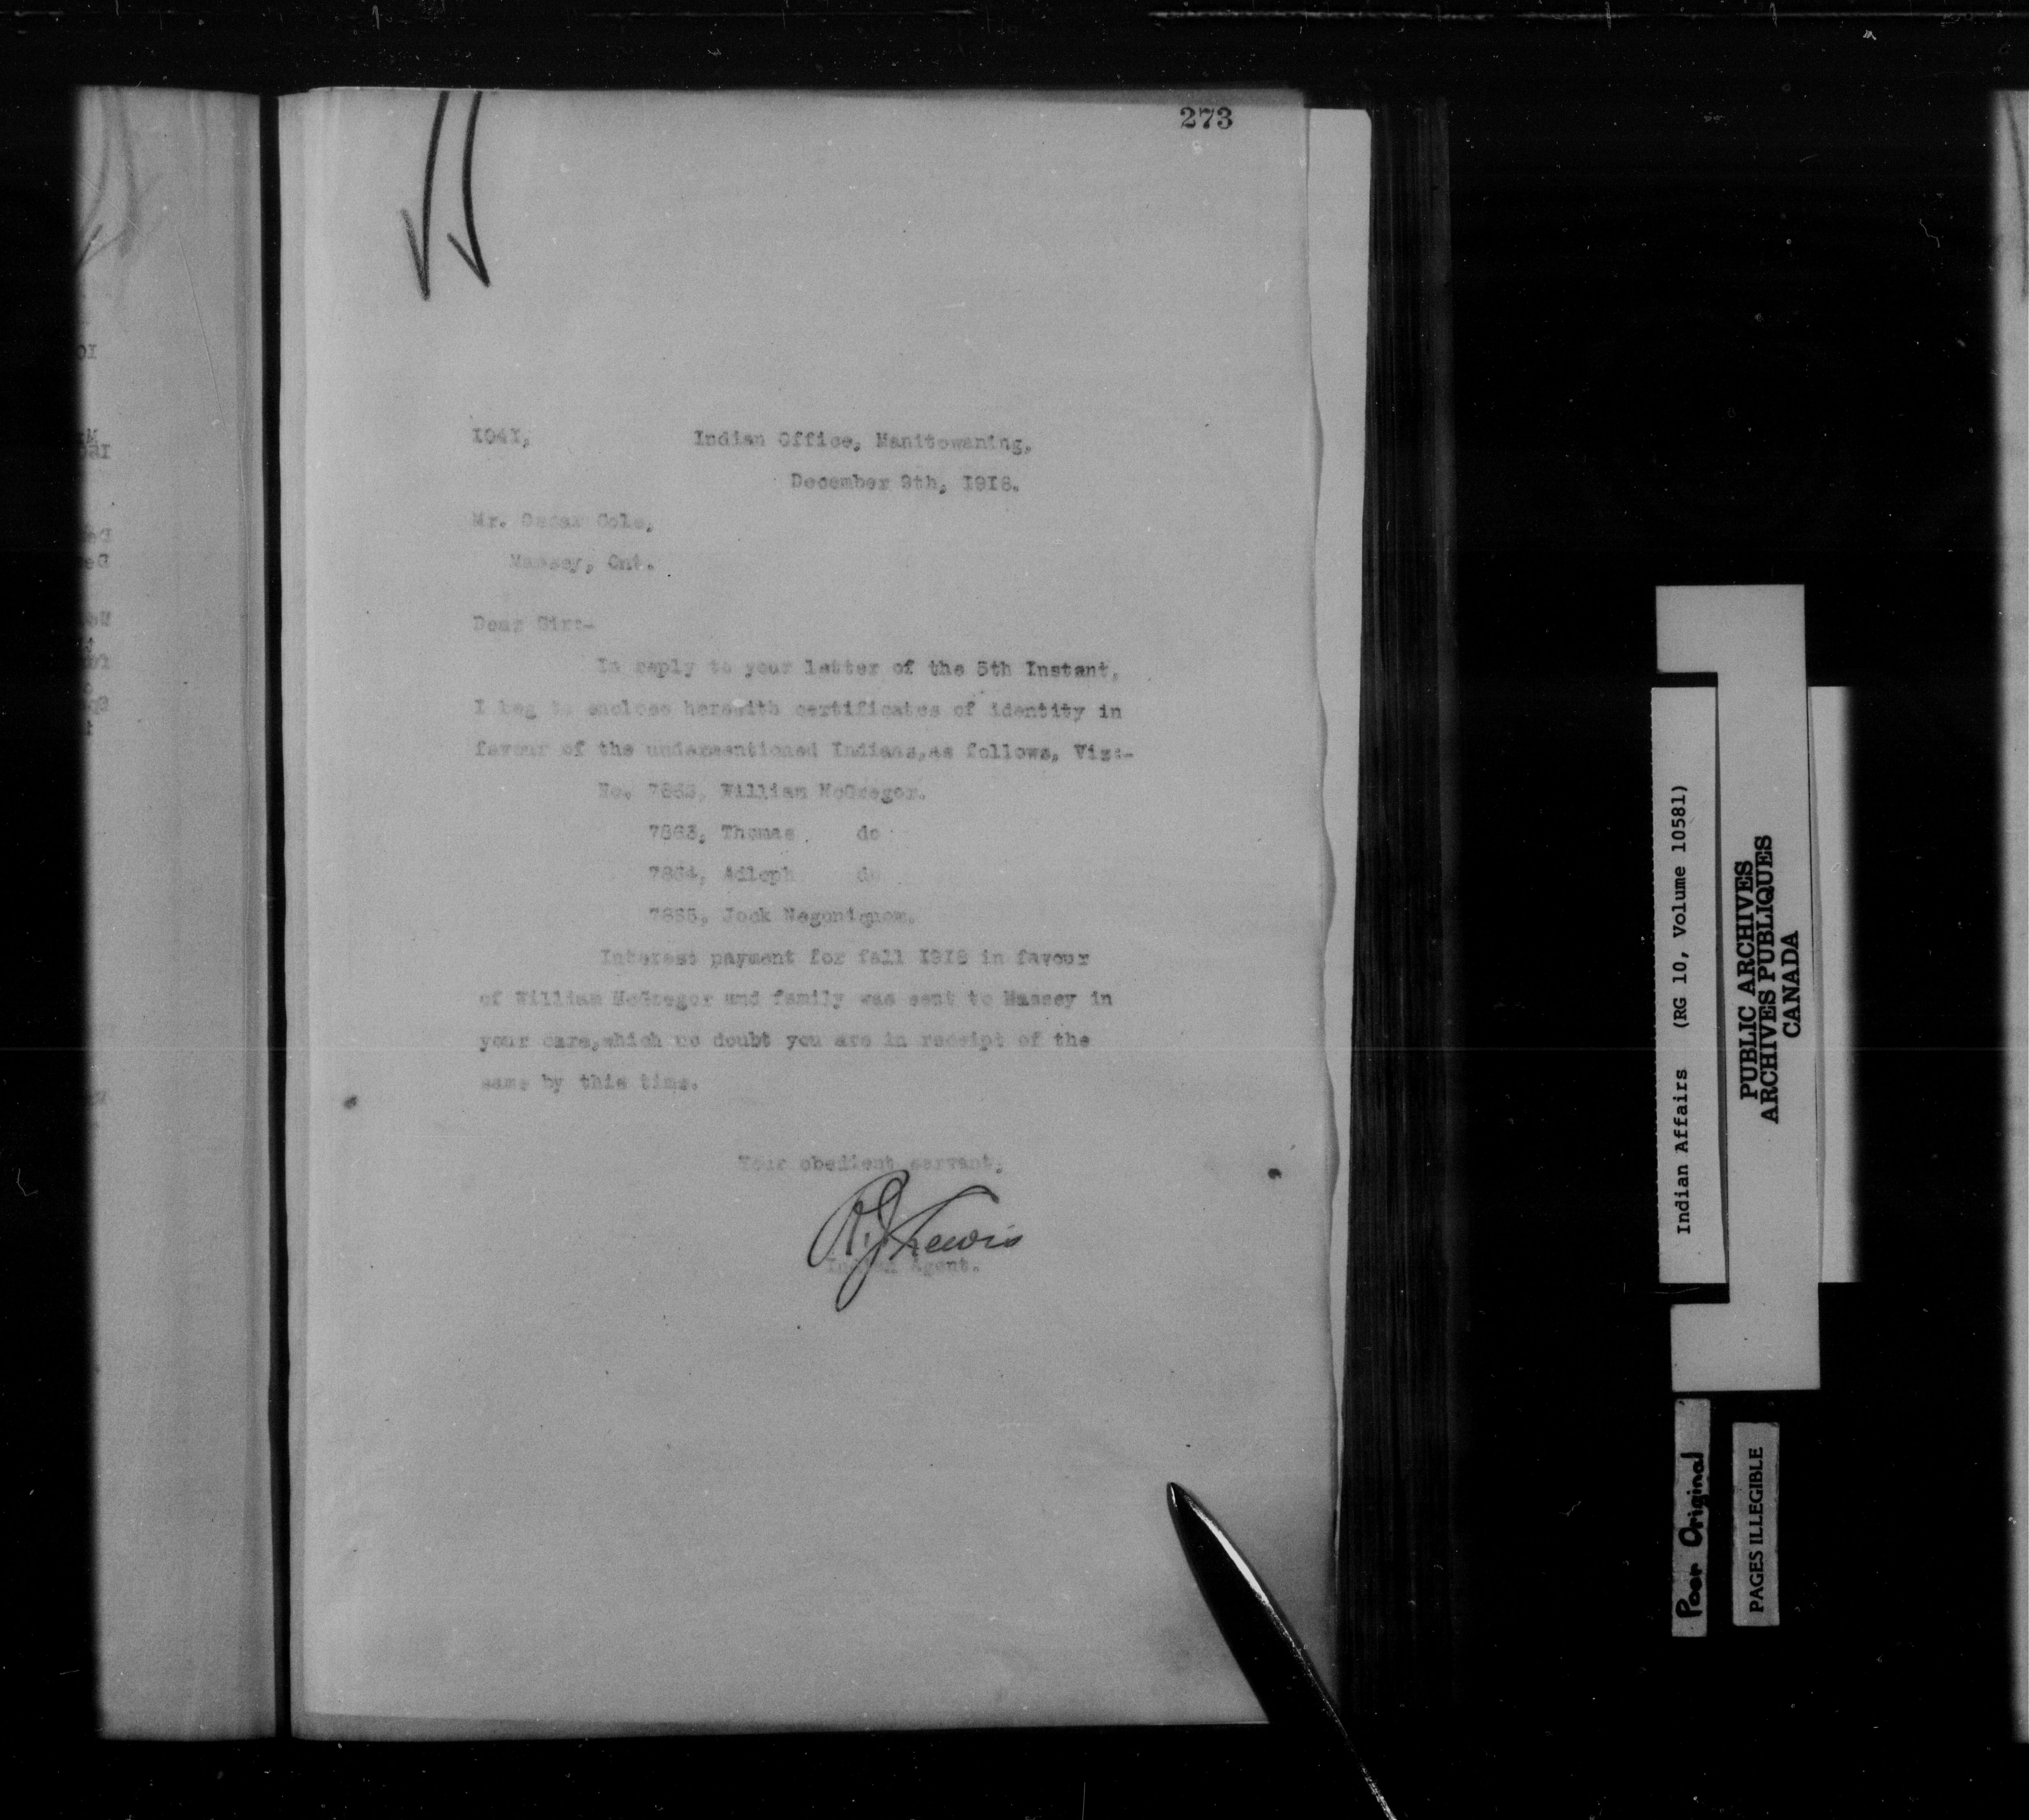 273
1041,
Indian Office, Manitowaning,
December 9th, 1918.
Mr. Oscar Cole,
Massey, Ont.
Dear Sir:-
In reply to your letter of the 5th Instant,
I beg to enclose herewith certificates of identity in
favour of the undermentioned Indians,as follows, Viz:-
No. William McGregor.
7863, Thomas do
7864, Adloph do
7865, Jock
Interest payment for fall 1918 in favour
of William McGregor and family was sent to Massey in
your care,which no doubt you are in receipt of the
same by this time.
Your obedient servant,
R.J. Lewis
Indian Agent.
Indian Affairs (RG 10, Volume 10581)
PUBLIC ARCHIVES
ARCHIVES PUBLIQUES
CANADA
Poor Original
PAGES ILLEGIBLE